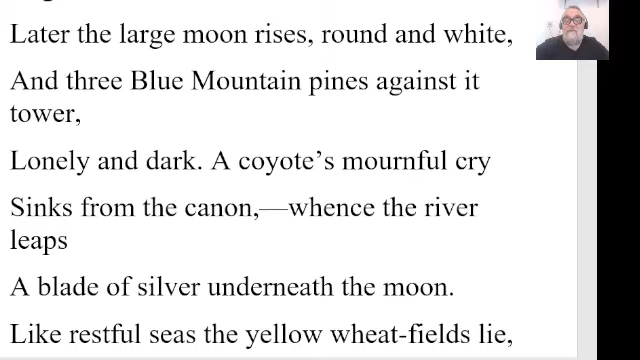 Later the large moon rises, round and white,
And three Blue Mountain pines against it
tower,
Lonely and dark. A coyote’s mournful cry
Sinks from the canon,—whence the river
leaps
A blade of silver underneath the moon.
Like restful seas the yellow wheat-fields lie,